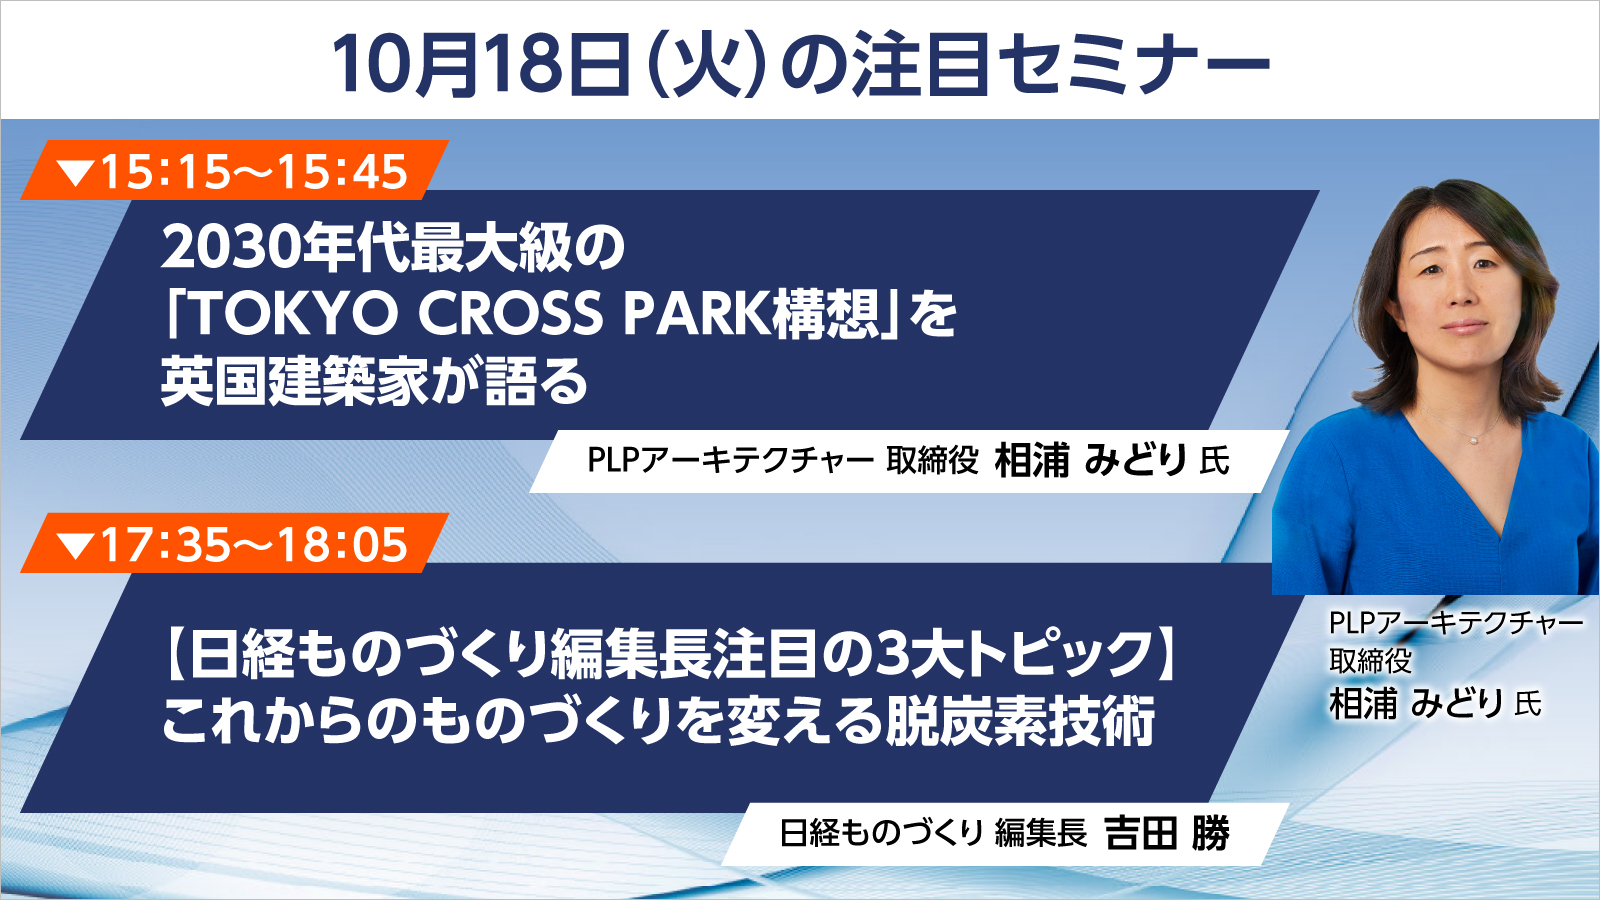 10月18日（火）の注目セミナー
▼15：15～15：45
2030年代最大級の
「TOKYO CROSS PARK構想」を
英国建築家が語る
PLPアーキテクチャー 取締役 相浦 みどり 氏
▼17：35～18：05
【日経ものづくり編集長注目の3大トピック】
これからのものづくりを変える脱炭素技術
日経ものづくり 編集長 吉田 勝
PLPアーキテクチャー
取締役
相浦 みどり 氏